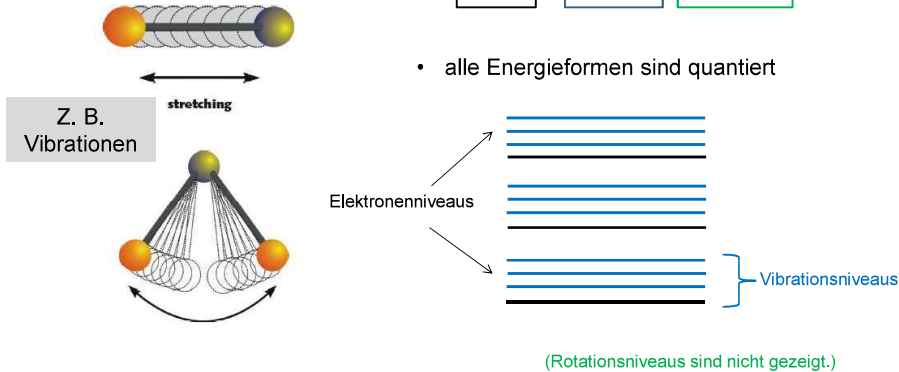 • alle Energieformen sind quantiert
stretching
Z. B.
Vibrationen
Elektronenniveaus
Vibrationsniveaus
(Rotationsniveaus sind nicht gezeigt.)